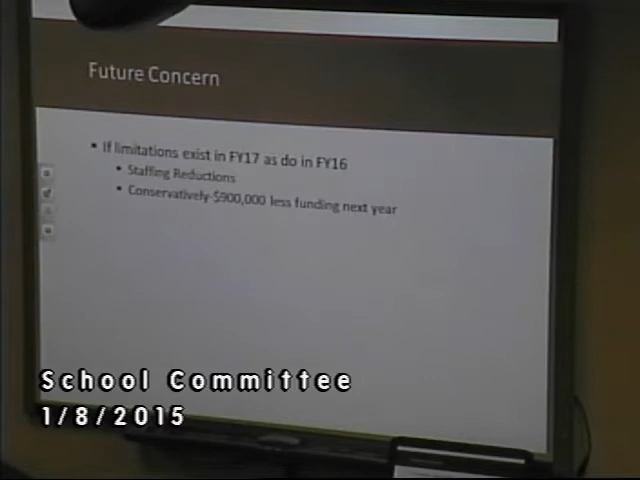 Future Concern
▪ If limitations exist in FY17 as do in FY16
▪ Staffing Reductions
▪ Conservatively-$900,000 less funding next year
School Committee
1/8/2015